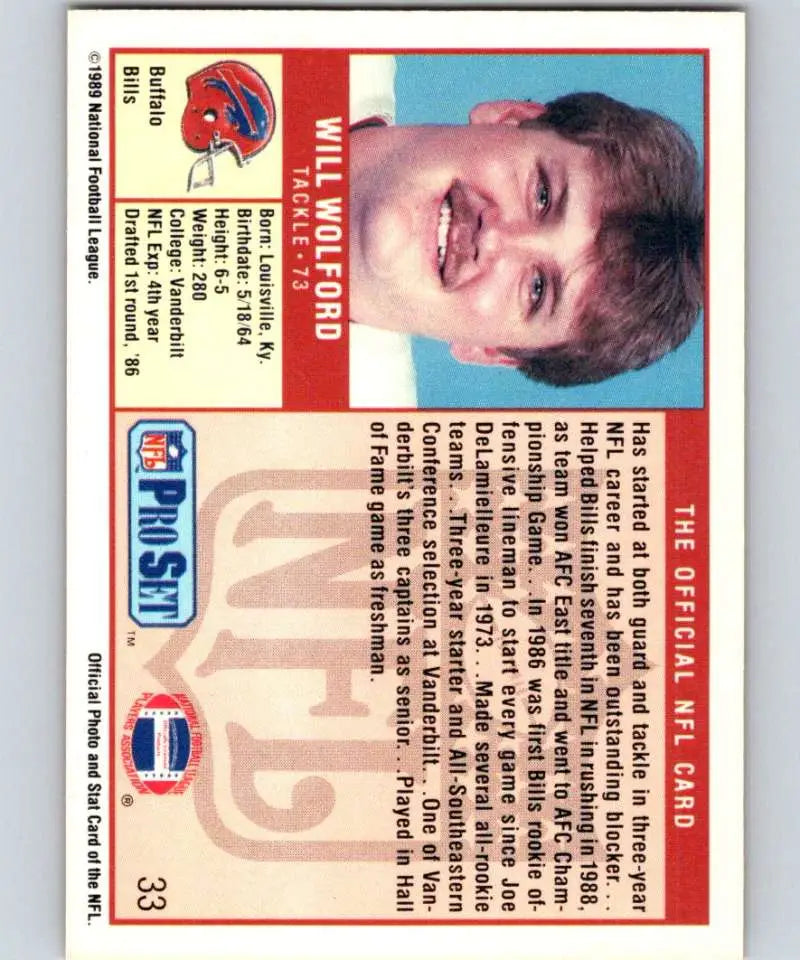 THE OFFICIAL NFL CARD
WILL WOLFORD
TACKLE • 73
Buffalo
Bills
Born: Louisville, Ky.
Birthdate: 5/18/64
Height: 6-5
Weight: 280
College: Vanderbilt
NFL Exp: 4th year
Drafted 1st round, '86
Has started at both guard and tackle in three-year
NFL career and has been outstanding blocker. . .
Helped Bills finish seventh in NFL in rushing in 1988,
as team won AFC East title and went to AFC Cham-
pionship Game. . .In 1986 was first Bills rookie of-
fensive lineman to start every game since Joe
DeLamielleure in 1973. . .Made several all-rookie
teams. . .Three-year starter and All-Southeastern
Conference selection at Vanderbilt. . .One of Van-
derbilt's three captains as senior. . .Played in Hall
of Fame game as freshman.
NFL
NFL
PRO SET
TM
NATIONAL FOOTBALL LEAGUE
PLAYERS ASSOCIATION
®
33
©1989 National Football League.
Official Photo and Stat Card of the NFL.